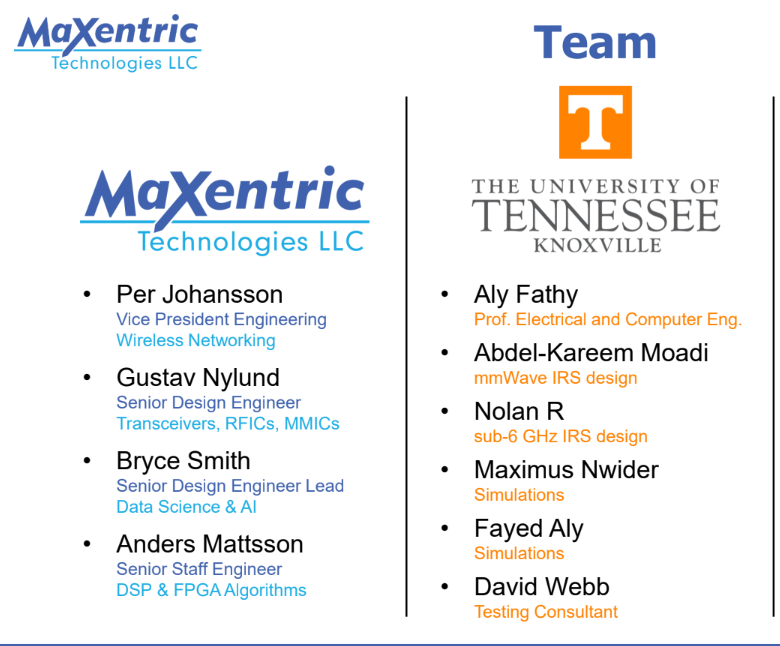 MaXentric
Technologies LLC
Team
MaXentric
Technologies LLC
• Per Johansson
Vice President Engineering
Wireless Networking
• Gustav Nylund
Senior Design Engineer
Transceivers, RFICs, MMICs
• Bryce Smith
Senior Design Engineer Lead
Data Science & AI
• Anders Mattsson
Senior Staff Engineer
DSP & FPGA Algorithms
T
THE UNIVERSITY OF
TENNESSEE
KNOXVILLE
• Aly Fathy
Prof. Electrical and Computer Eng.
• Abdel-Kareem Moadi
mmWave IRS design
• Nolan R
sub-6 GHz IRS design
• Maximus Nwider
Simulations
• Fayed Aly
Simulations
• David Webb
Testing Consultant